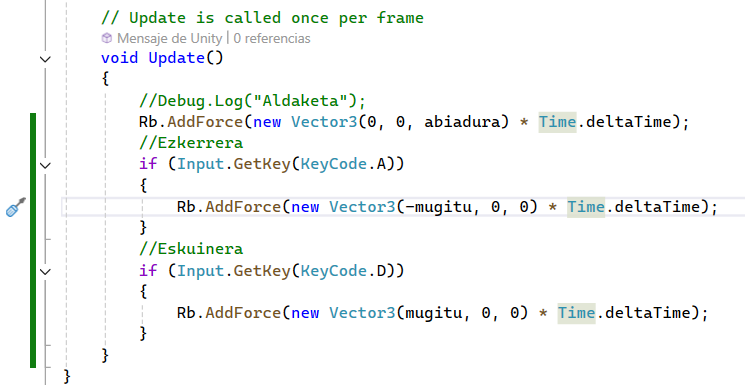 // Update is called once per frame
Mensaje de Unity | 0 referencias
void Update()
{
//Debug.Log("Aldaketa");
Rb.AddForce(new Vector3(0, 0, abiadura) * Time.deltaTime);
//Ezkerrera
if (Input.GetKey(KeyCode.A))
{
Rb.AddForce(new Vector3(-mugitu, 0, 0) * Time.deltaTime);
}
//Eskuinera
if (Input.GetKey(KeyCode.D))
{
Rb.AddForce(new Vector3(mugitu, 0, 0) * Time.deltaTime);
}
}
}